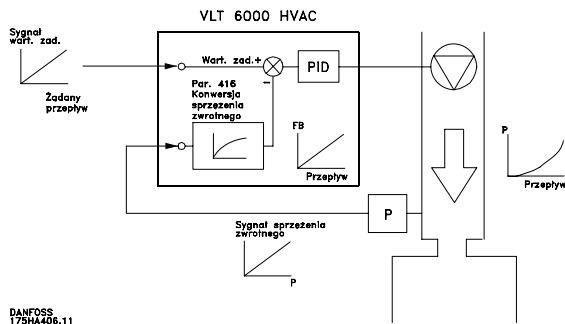 VLT 6000 HVAC
Sygnał
wart. zad.
Żądany
przepływ
Wart. zad.+
-
PID
Par. 416
Konwersja
sprzężenia
zwrotnego
FB
Przepływ
P
Przepływ
P
Sygnał sprzężenia
zwrotnego
P
DANFOSS
175HA406.11